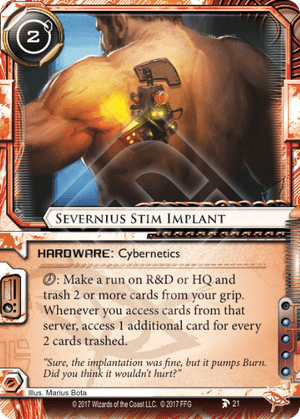 2
SEVERNIUS STIM IMPLANT
HARDWARE: Cybernetics
: Make a run on R&D or HQ and
trash 2 or more cards from your grip.
Whenever you access cards from that
server, access 1 additional card for every
2 cards trashed.
“Sure, the implantation was fine, but it pumps Burn.
Did you think it wouldn’t hurt?”
Illus. Marius Bota
© 2017 Wizards of the Coast LLC. © 2017 FFG
21